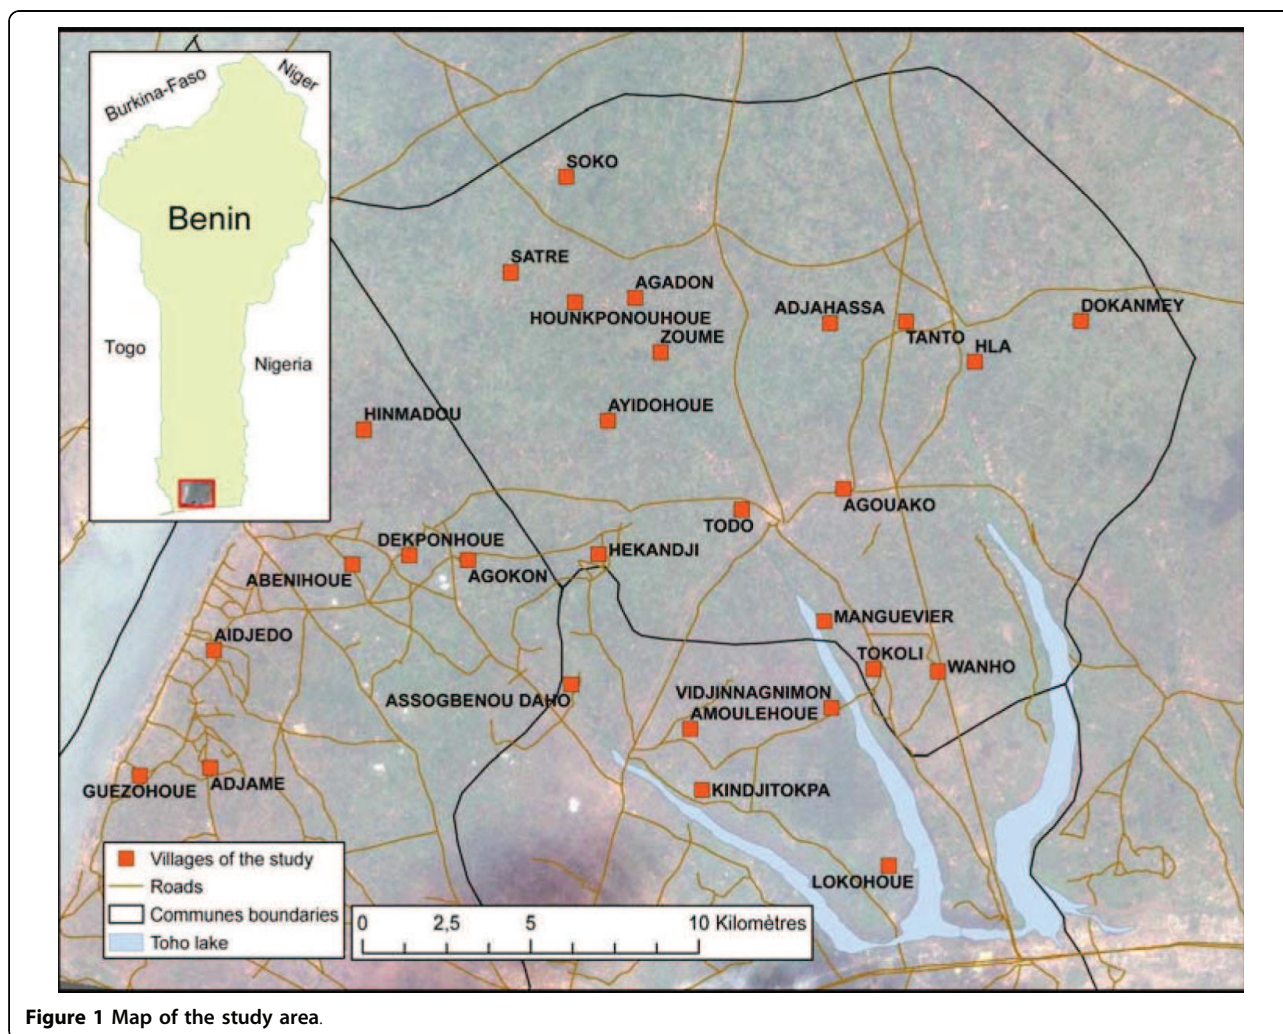 Burkina-Faso
Niger
Benin
Togo
Nigeria
SOKO
SATRE
AGADON
HOUNKPONOUHOUE
ZOUME
ADJAHASSA
TANTO
HLA
DOKANMEY
HINMADOU
AYIDOHOUE
AGOUAKO
TODO
DEKPONHOUE
HEKANDJI
ABENIHOUE
AGOKON
MANGUEVIER
AIDJEDO
TOKOLI
WANHO
ASSOGBENOU DAHO
VIDJINNAGNIMON
AMOULEHOUE
GUEZOHOUE
ADJAME
KINDJITOKPA
LOKOHOUE
Villages of the study
Roads
Communes boundaries
Toho lake
0 2,5 5 10 Kilomètres
Figure 1 Map of the study area.